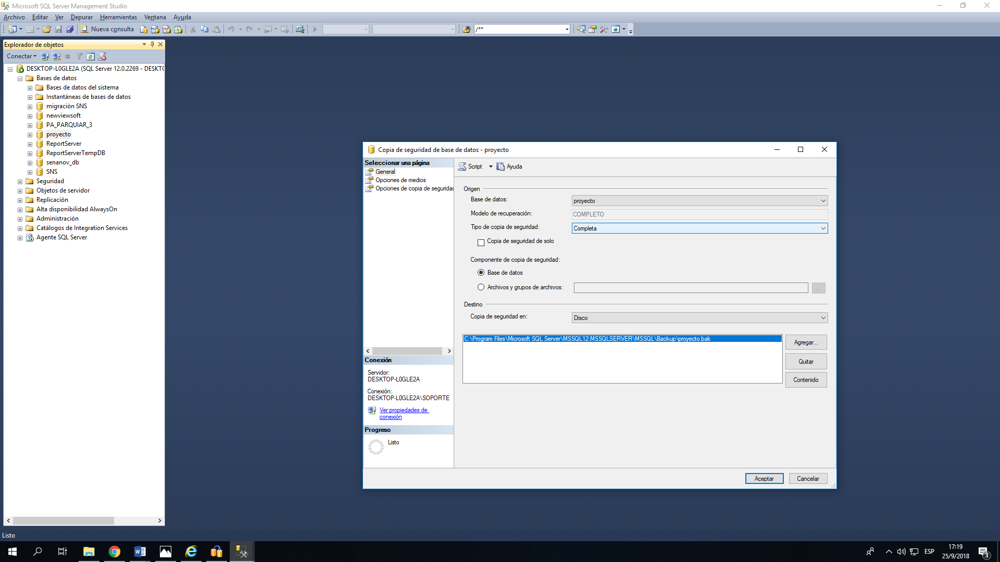 Microsoft SQL Server Management Studio
Archivo Editar Ver Depurar Herramientas Ventana Ayuda
Nueva consulta
/**
Explorador de objetos
Conectar
DESKTOP-L0GLE2A (SQL Server 12.0.2269 - DESKT
Bases de datos
Bases de datos del sistema
Instantáneas de bases de datos
migraciòn SNS
newviewsoft
PA_PARQUIAR_3
proyecto
ReportServer
ReportServerTempDB
senanov_db
SNS
Seguridad
Objetos de servidor
Replicación
Alta disponibilidad AlwaysOn
Administración
Catálogos de Integration Services
Agente SQL Server
Copia de seguridad de base de datos - proyecto
Seleccionar una página
General
Opciones de medios
Opciones de copia de seguridad
Script
Ayuda
Origen
Base de datos:
proyecto
Modelo de recuperación:
COMPLETO
Tipo de copia de seguridad:
Completa
Copia de seguridad de solo
Componente de copia de seguridad:
Base de datos
Archivos y grupos de archivos:
...
Destino
Copia de seguridad en:
Disco
C:\Program Files\Microsoft SQL Server\MSSQL12.MSSQLSERVER\MSSQL\Backup\proyecto.bak
Agregar...
Quitar
Contenido
Conexión
Servidor:
DESKTOP-L0GLE2A
Conexión:
DESKTOP-L0GLE2A\SOPORTE
Ver propiedades de
conexión
Progreso
Listo
Aceptar
Cancelar
Listo
ESP
17:19
25/9/2018
3